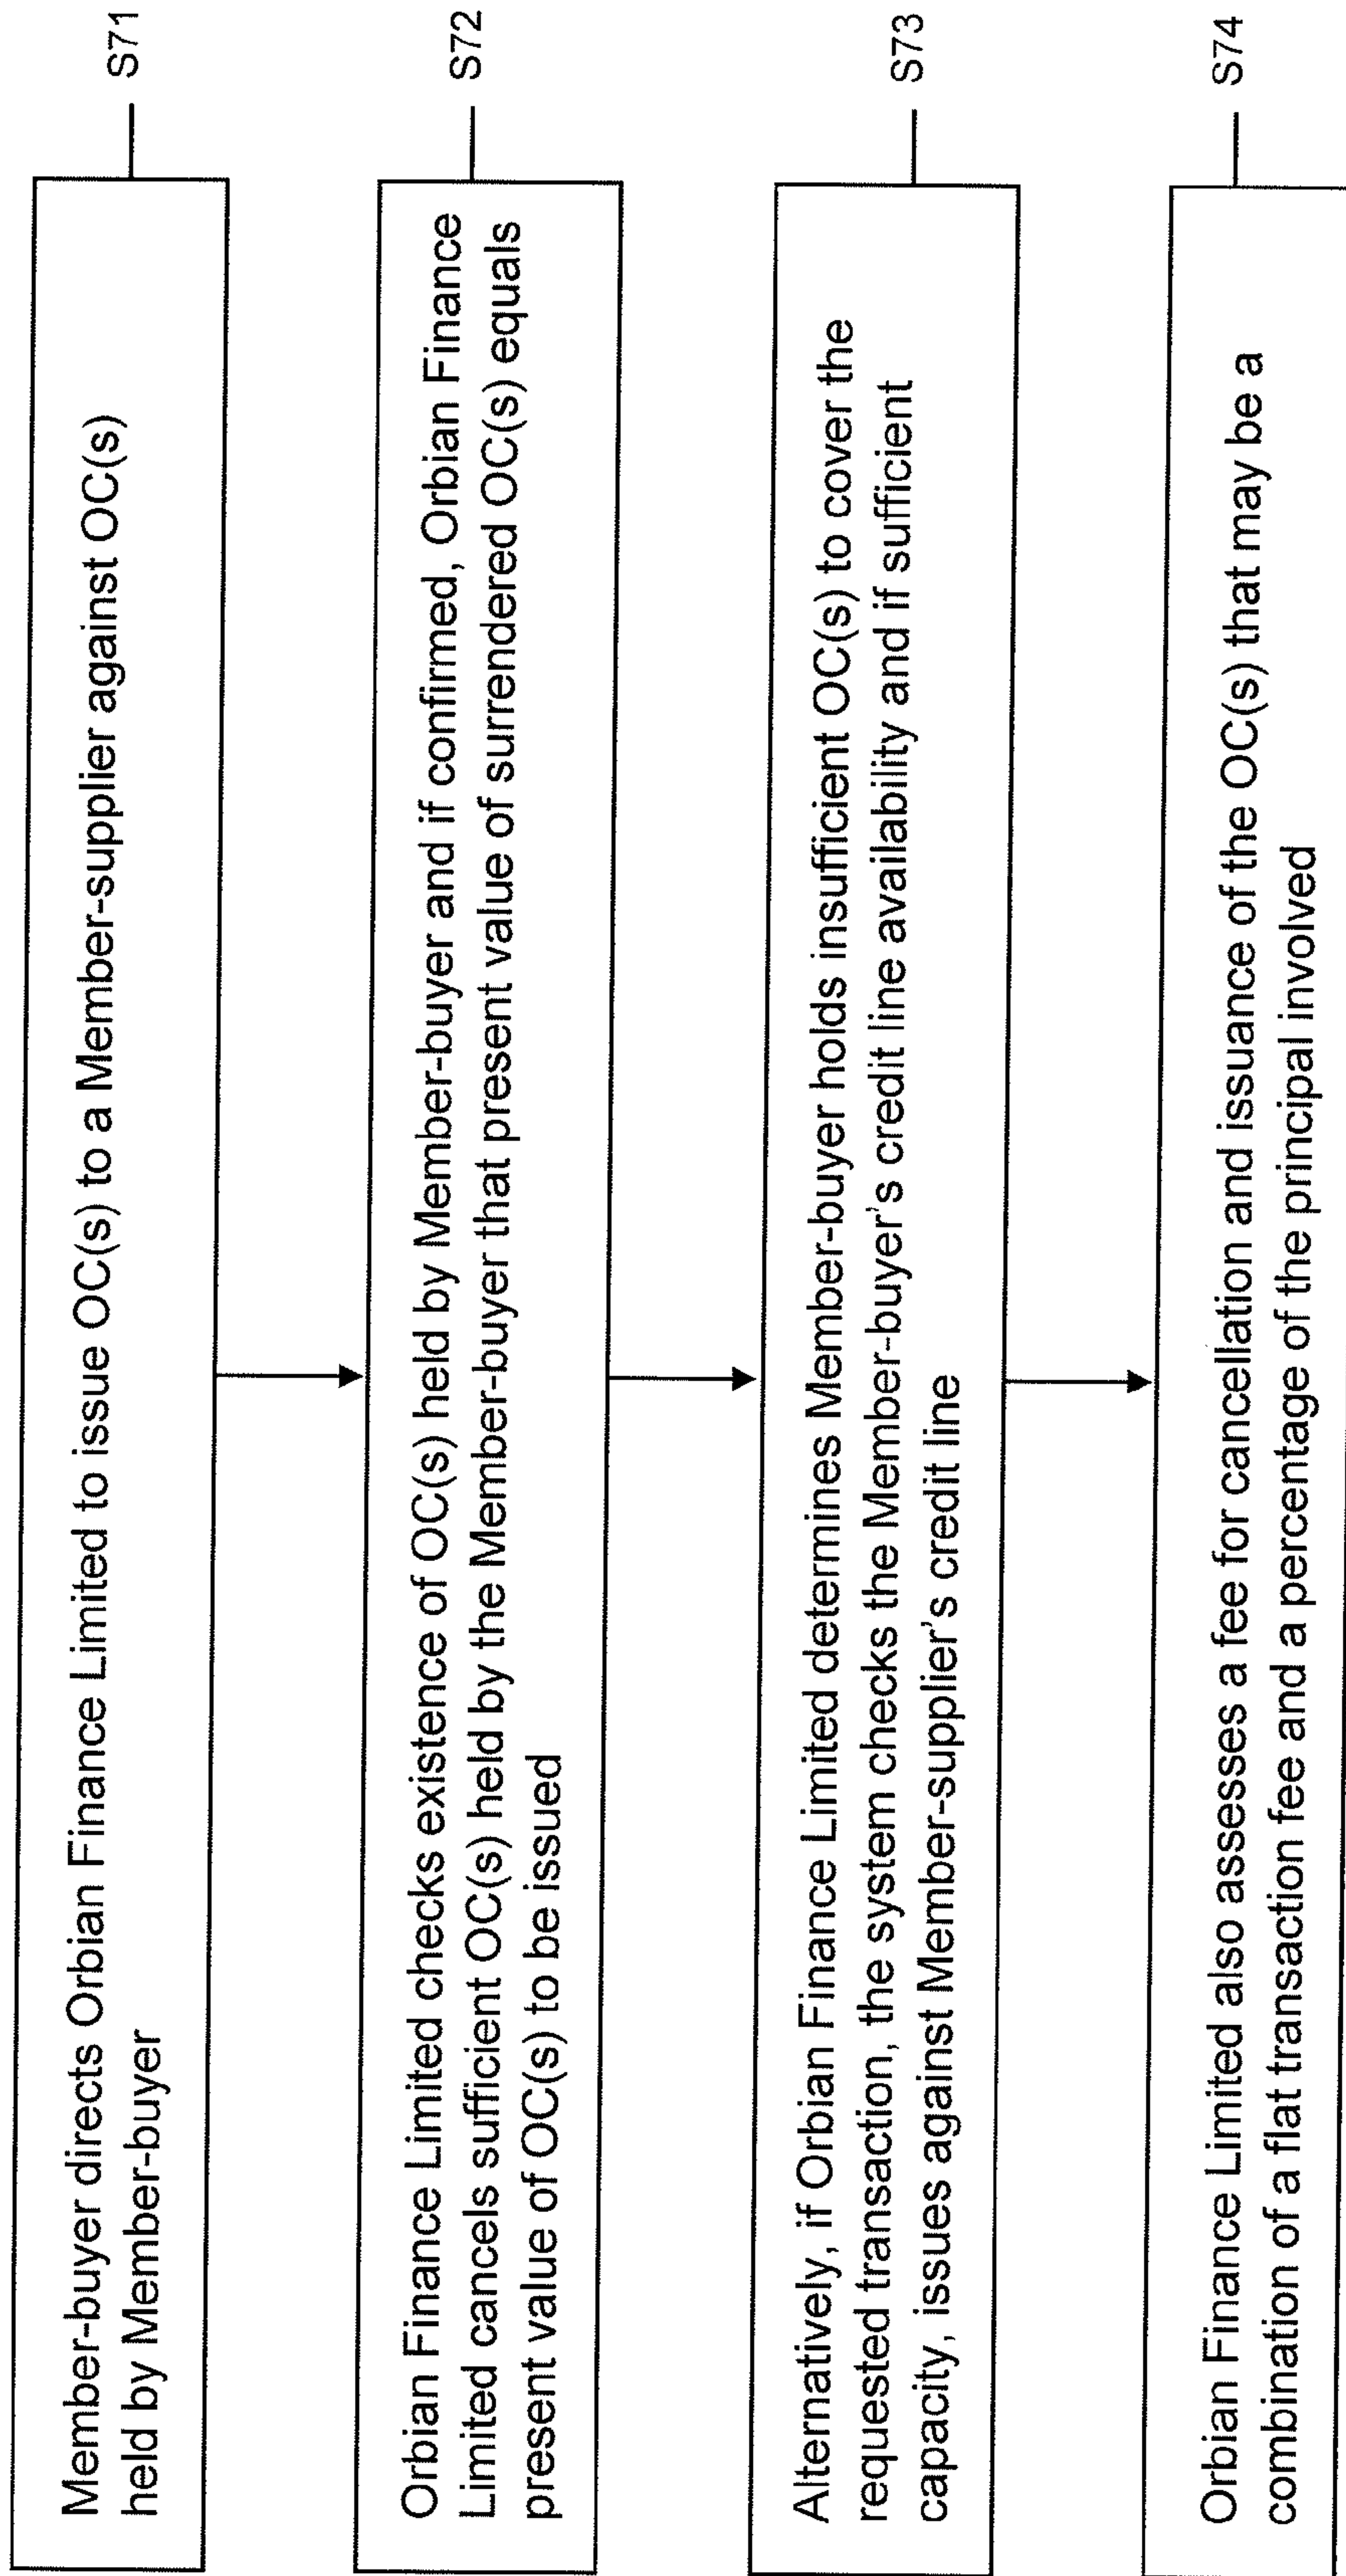 Member-buyer directs Orbian Finance Limited to issue OC(s) to a Member-supplier against OC(s)
held by Member-buyer
S71
Orbian Finance Limited checks existence of OC(s) held by Member-buyer and if confirmed, Orbian Finance
Limited cancels sufficient OC(s) held by the Member-buyer that present value of surrendered OC(s) equals
present value of OC(s) to be issued
S72
Alternatively, if Orbian Finance Limited determines Member-buyer holds insufficient OC(s) to cover the
requested transaction, the system checks the Member-buyer's credit line availability and if sufficient
capacity, issues against Member-supplier's credit line
S73
Orbian Finance Limited also assesses a fee for cancellation and issuance of the OC(s) that may be a
combination of a flat transaction fee and a percentage of the principal involved
S74